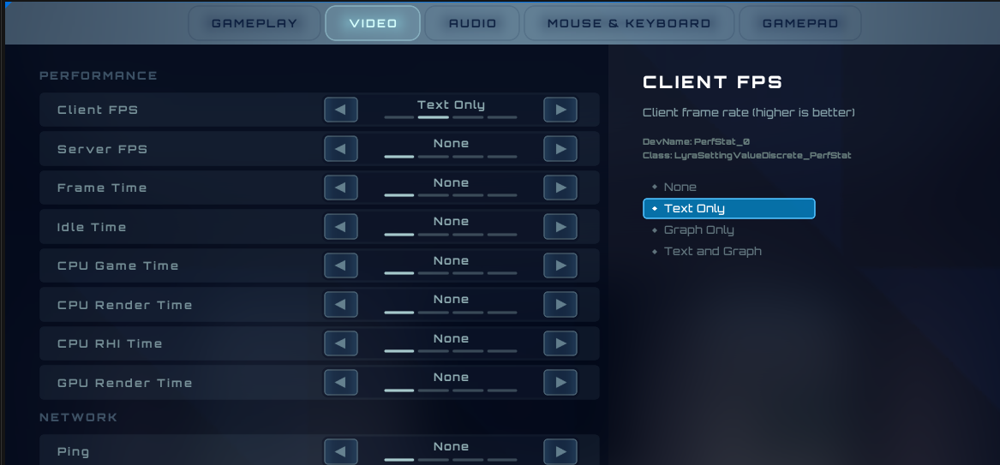 GAMEPLAY VIDEO AUDIO MOUSE & KEYBOARD GAMEPAD
PERFORMANCE
Client FPS Text Only
Server FPS None
Frame Time None
Idle Time None
CPU Game Time None
CPU Render Time None
CPU RHI Time None
GPU Render Time None
NETWORK
Ping None
CLIENT FPS
Client frame rate (higher is better)
DevName: PerfStat_0
Class: LyraSettingValueDiscrete_PerfStat
None
Text Only
Graph Only
Text and Graph